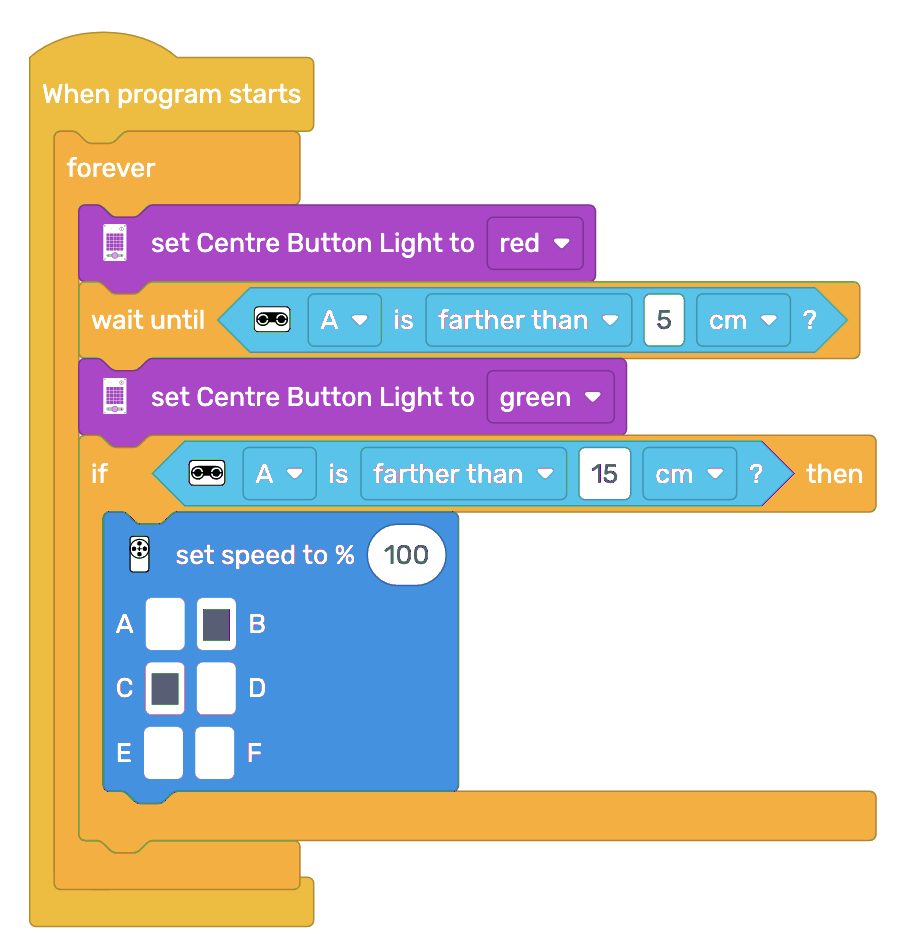 When program starts
forever
set Centre Button Light to red
wait until A is farther than 5 cm ?
set Centre Button Light to green
if A is farther than 15 cm ? then
set speed to % 100
A B
C D
E F